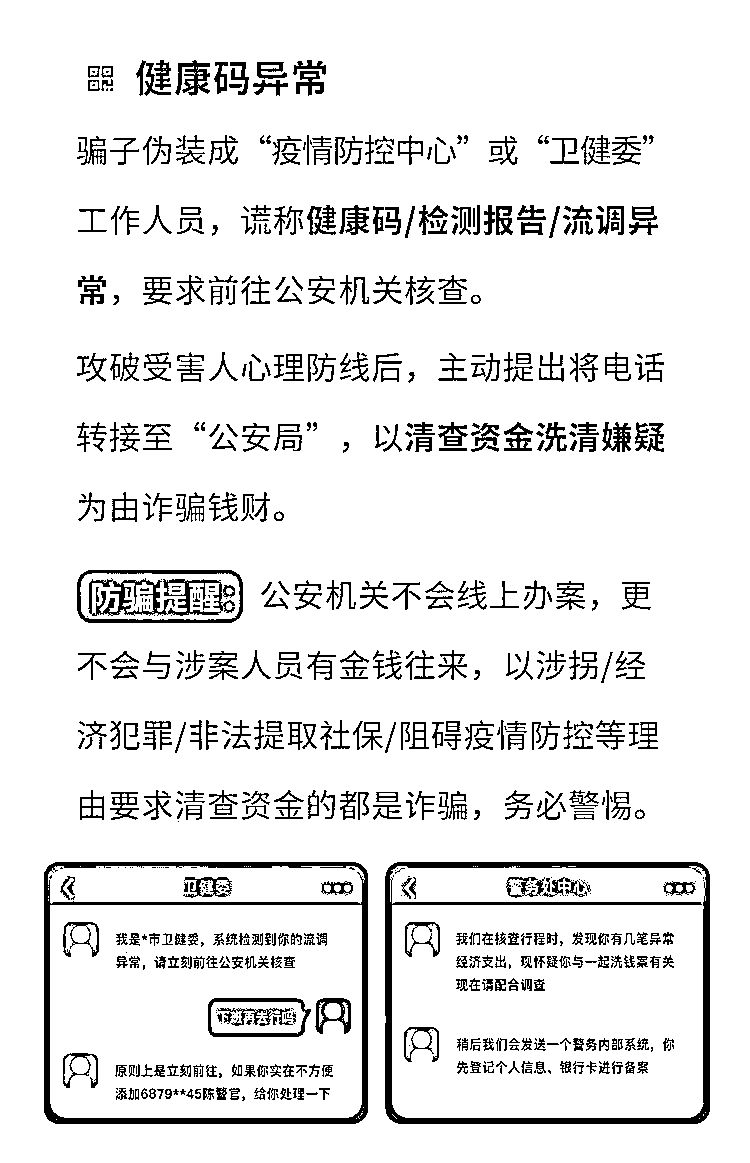 健康码异常
骗子伪装成“疫情防控中心”或“卫健委”
工作人员，谎称健康码/检测报告/流调异
常，要求前往公安机关核查。
攻破受害人心理防线后，主动提出将电话
转接至“公安局”，以清查资金洗清嫌疑
为由诈骗钱财。
防骗提醒：公安机关不会线上办案，更
不会与涉案人员有金钱往来，以涉拐/经
济犯罪/非法提取社保/阻碍疫情防控等理
由要求清查资金的都是诈骗，务必警惕。
卫健委
我是*市卫健委，系统检测到你的流调
异常，请立刻前往公安机关核查
下班再去行吗
原则上是立刻前往，如果你实在不方便
添加6879**45陈警官，给你处理一下
警务处中心
我们在核查行程时，发现你有几笔异常
经济支出，现怀疑你与一起洗钱案有关
现在请配合调查
稍后我们会发送一个警务内部系统，你
先登记个人信息、银行卡进行备案